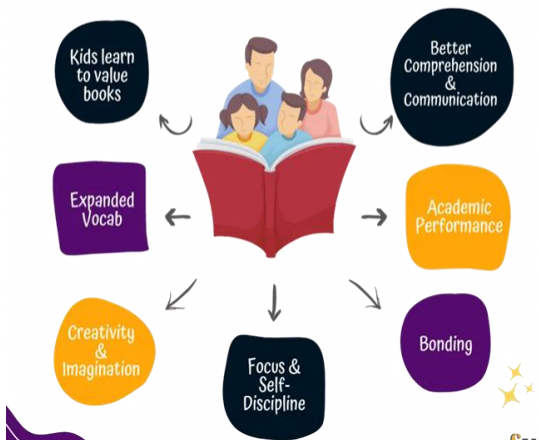 Kids learn
to value
books
Better
Comprehension
&
Communication
Expanded
Vocab
Academic
Performance
Creativity
&
Imagination
Focus &
Self-
Discipline
Bonding